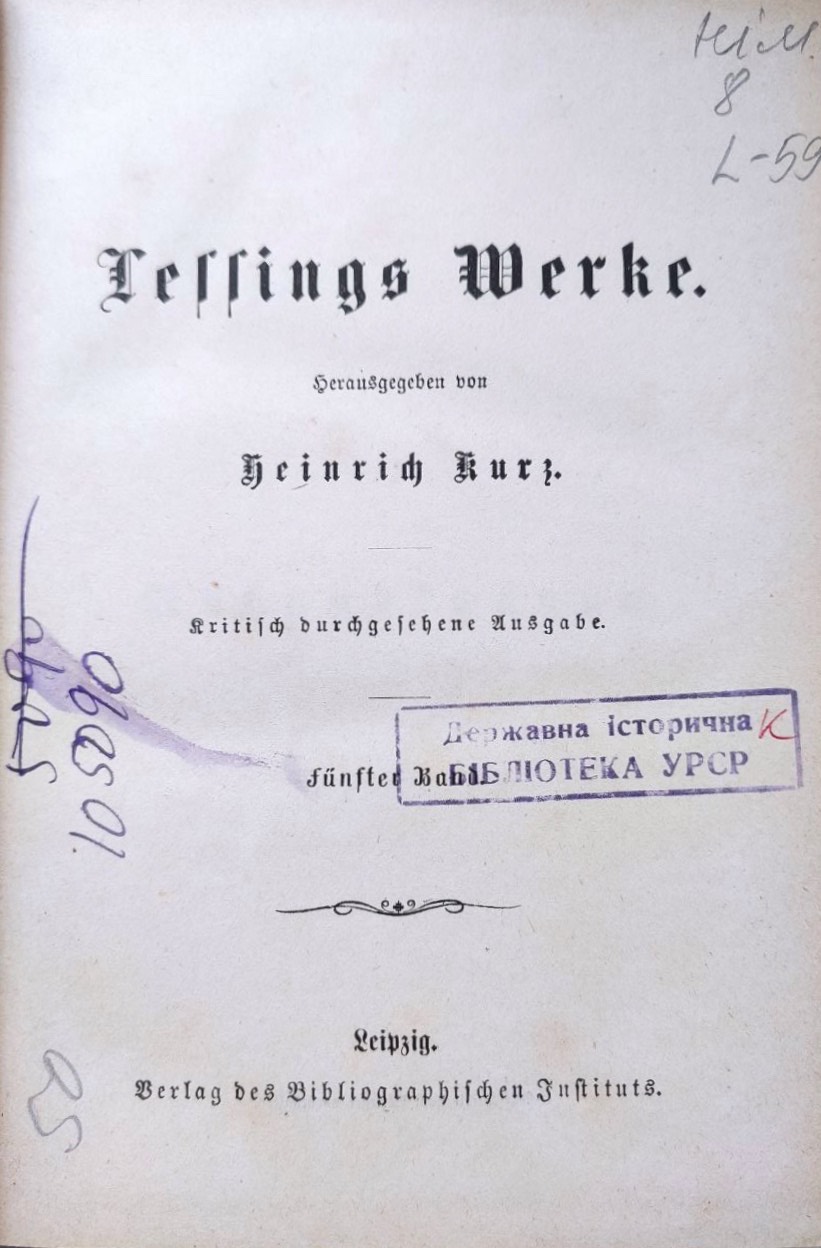 нім.
8
L-59
Leſſings Werke.
Herausgegeben von
Heinrich Kurz.
Kritiſch durchgeſehene Ausgabe.
Державна історична К
БІБЛІОТЕКА УРСР
Fünfter Band.
Leipzig.
Verlag des Bibliographiſchen Inſtituts.